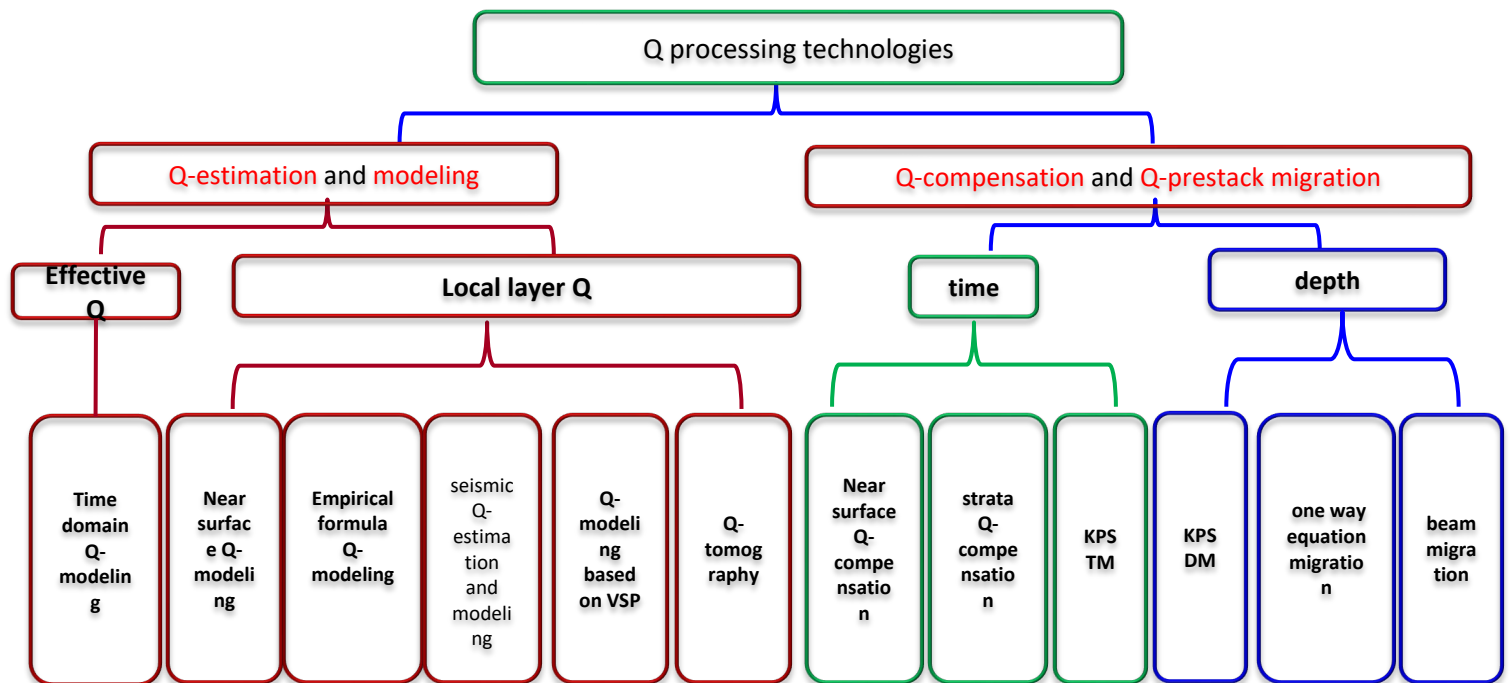 Q processing technologies
Q-estimation and modeling
Q-compensation and Q-prestack migration
Effective
Q
Local layer Q
time
depth
Time
domain
Q-
modelin
g
Near
surfac
e Q-
modeli
ng
Empirical
formula
Q-
modeling
seismic
Q-
estima
tion
and
modeli
ng
Q-
modeli
ng
based
on VSP
Q-
tomog
raphy
Near
surface
Q-
compe
nsatio
n
strata
Q-
compe
nsatio
n
KPS
TM
KPS
DM
one way
equation
migratio
n
beam
migra
tion